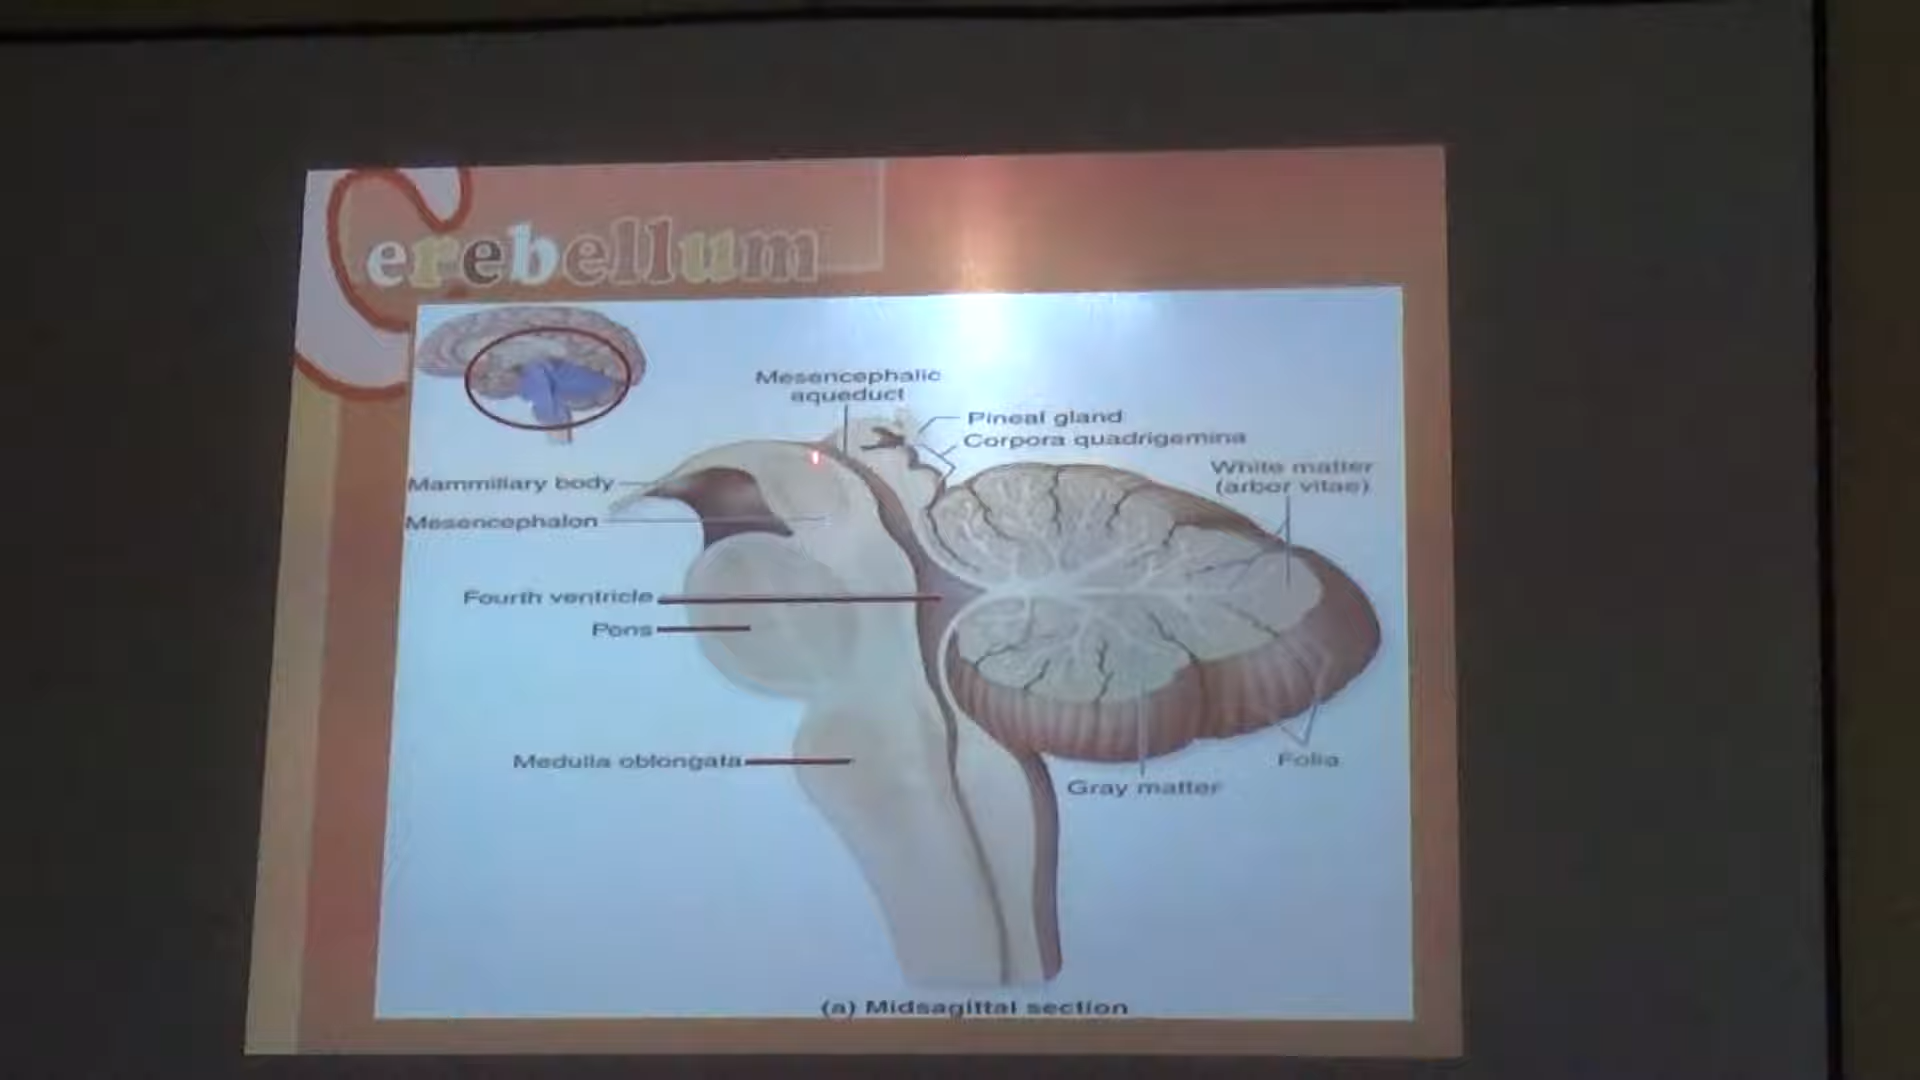 Cerebellum
Mesencephalic
aqueduct
Pineal gland
Corpora quadrigemina
White matter
(arbor vitae)
Mammillary body
Mesencephalon
Fourth ventricle
Pons
Medulla oblongata
Folia
Gray matter
(a) Midsagittal section